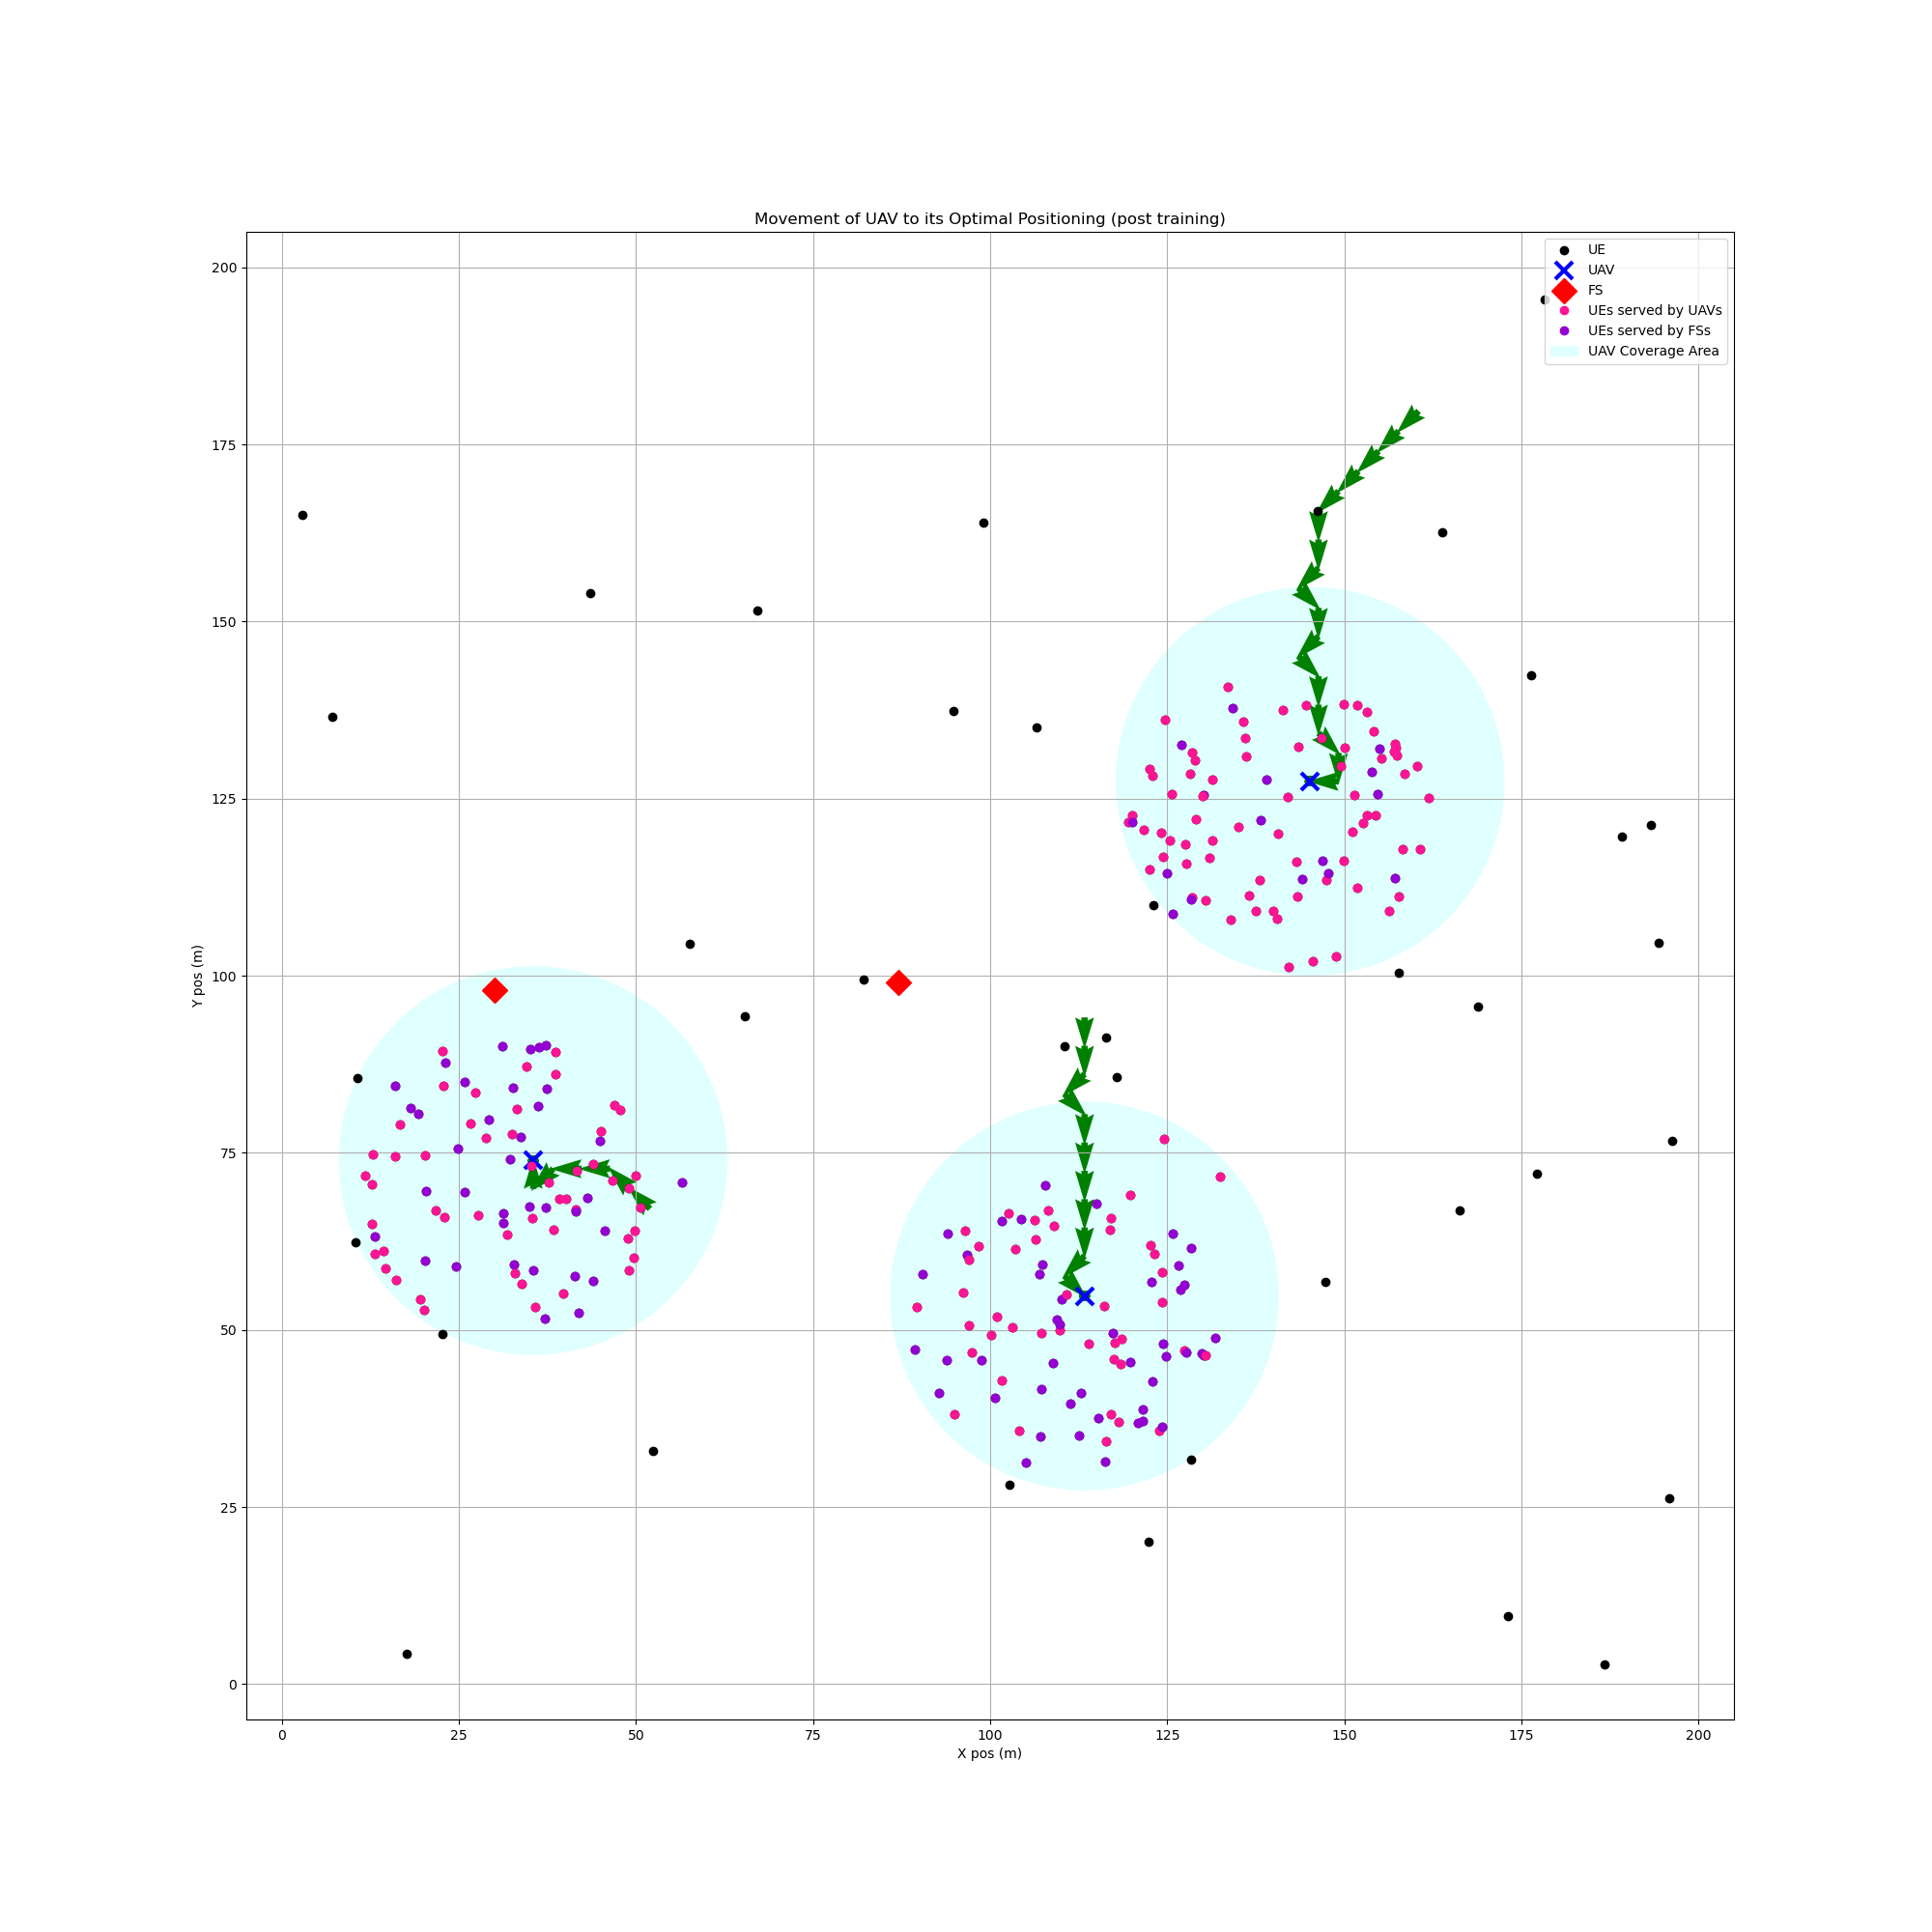 Movement of UAV to its Optimal Positioning (post training)
UE
UAV
FS
UEs served by UAVs
UEs served by FSs
UAV Coverage Area
200
175
150
125
100
75
50
25
0
Y pos (m)
0 25 50 75 100 125 150 175 200
X pos (m)